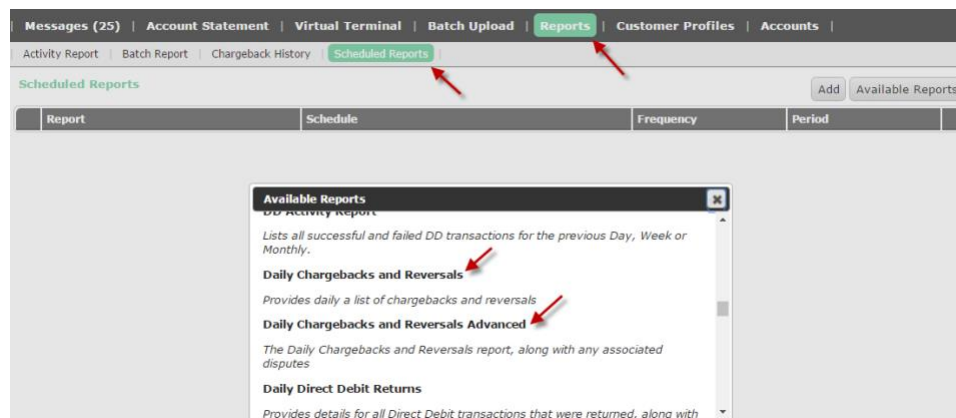 Messages (25) | Account Statement | Virtual Terminal | Batch Upload | Reports | Customer Profiles | Accounts |
Activity Report | Batch Report | Chargeback History | Scheduled Reports |
Scheduled Reports
Add Available Reports
Report Schedule Frequency Period
Available Reports
DD Activity Report
Lists all successful and failed DD transactions for the previous Day, Week or
Monthly.
Daily Chargebacks and Reversals
Provides daily a list of chargebacks and reversals
Daily Chargebacks and Reversals Advanced
The Daily Chargebacks and Reversals report, along with any associated
disputes
Daily Direct Debit Returns
Provides details for all Direct Debit transactions that were returned, along with